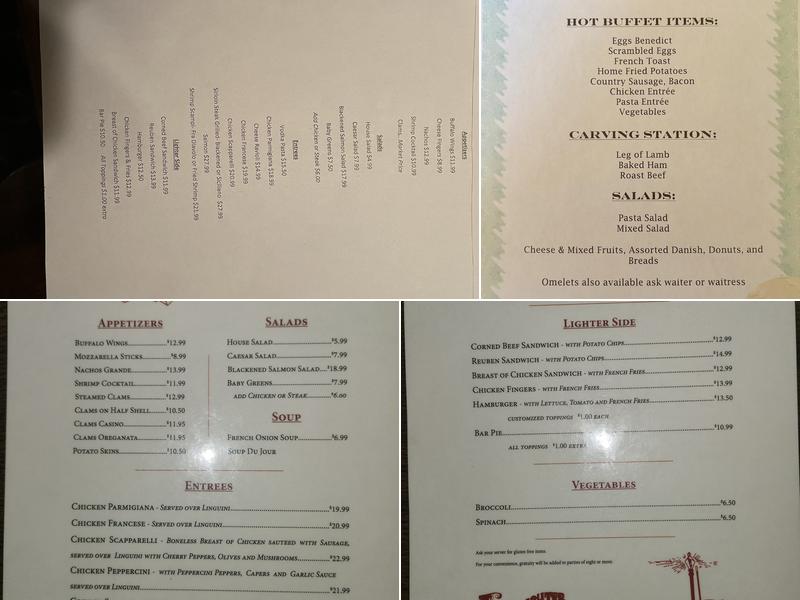 Appetizers
Buffalo Wings $11.99
Cheese Fingers $8.99
Nachos $12.99
Shrimp Cocktail $10.99
Clams...Market Price
Salads
House Salad $4.99
Caesar Salad $7.99
Blackened Salmon Salad $17.99
Baby Greens $7.50
Add Chicken or Steak $6.00
Entrees
Vodka Pasta $15.50
Chicken Parmigiana $18.99
Cheese Ravioli $14.99
Chicken Francese $19.99
Chicken Scarparelli $20.99
Sirloin Steak Grilled- Blackened or Siciliano $27.99
Salmon $27.99
Shrimp Scampi, Fra Diavolo or Fried Shrimp $21.99
Lighter Side
Corned Beef Sandwich $11.99
Reuben Sandwich $13.99
Hamburger $12.50
Chicken Fingers & Fries $12.99
Breast of Chicken Sandwich $11.99
Bar Pie $10.50 All Toppings $1.00 extra
HOT BUFFET ITEMS:
Eggs Benedict
Scrambled Eggs
French Toast
Home Fried Potatoes
Country Sausage, Bacon
Chicken Entrée
Pasta Entrée
Vegetables
CARVING STATION:
Leg of Lamb
Baked Ham
Roast Beef
SALADS:
Pasta Salad
Mixed Salad
Cheese & Mixed Fruits, Assorted Danish, Donuts, and
Breads
Omelets also available ask waiter or waitress
APPETIZERS
BUFFALO WINGS $12.99
MOZZARELLA STICKS $8.99
NACHOS GRANDE $13.99
SHRIMP COCKTAIL $11.99
STEAMED CLAMS $12.99
CLAMS ON HALF SHELL $10.50
CLAMS CASINO $11.95
CLAMS OREGANATA $11.95
POTATO SKINS $10.50
SALADS
HOUSE SALAD $5.99
CAESAR SALAD $7.99
BLACKENED SALMON SALAD $18.99
BABY GREENS $7.99
ADD CHICKEN OR STEAK $6.00
SOUP
FRENCH ONION SOUP $6.99
SOUP DU JOUR
ENTREES
CHICKEN PARMIGIANA - SERVED OVER LINGUINI $19.99
CHICKEN FRANCESE - SERVED OVER LINGUINI $20.99
CHICKEN SCAPPARELLI - BONELESS BREAST OF CHICKEN SAUTEED WITH SAUSAGE,
SERVED OVER LINGUINI WITH CHERRY PEPPERS, OLIVES AND MUSHROOMS $22.99
CHICKEN PEPPERCINI - WITH PEPPERCINI PEPPERS, CAPERS AND GARLIC SAUCE
SERVED OVER LINGUINI $21.99
LIGHTER SIDE
CORNED BEEF SANDWICH - WITH POTATO CHIPS $12.99
REUBEN SANDWICH - WITH POTATO CHIPS $14.99
BREAST OF CHICKEN SANDWICH - WITH FRENCH FRIES $12.99
CHICKEN FINGERS - WITH FRENCH FRIES $13.99
HAMBURGER - WITH LETTUCE, TOMATO AND FRENCH FRIES $13.50
CUSTOMIZED TOPPINGS $1.00 EACH
BAR PIE $10.99
ALL TOPPINGS $1.00 EXTRA
VEGETABLES
BROCCOLI $6.50
SPINACH $6.50
Ask your server for gluten free items.
For your convenience, gratuity will be added to parties of eight or more.